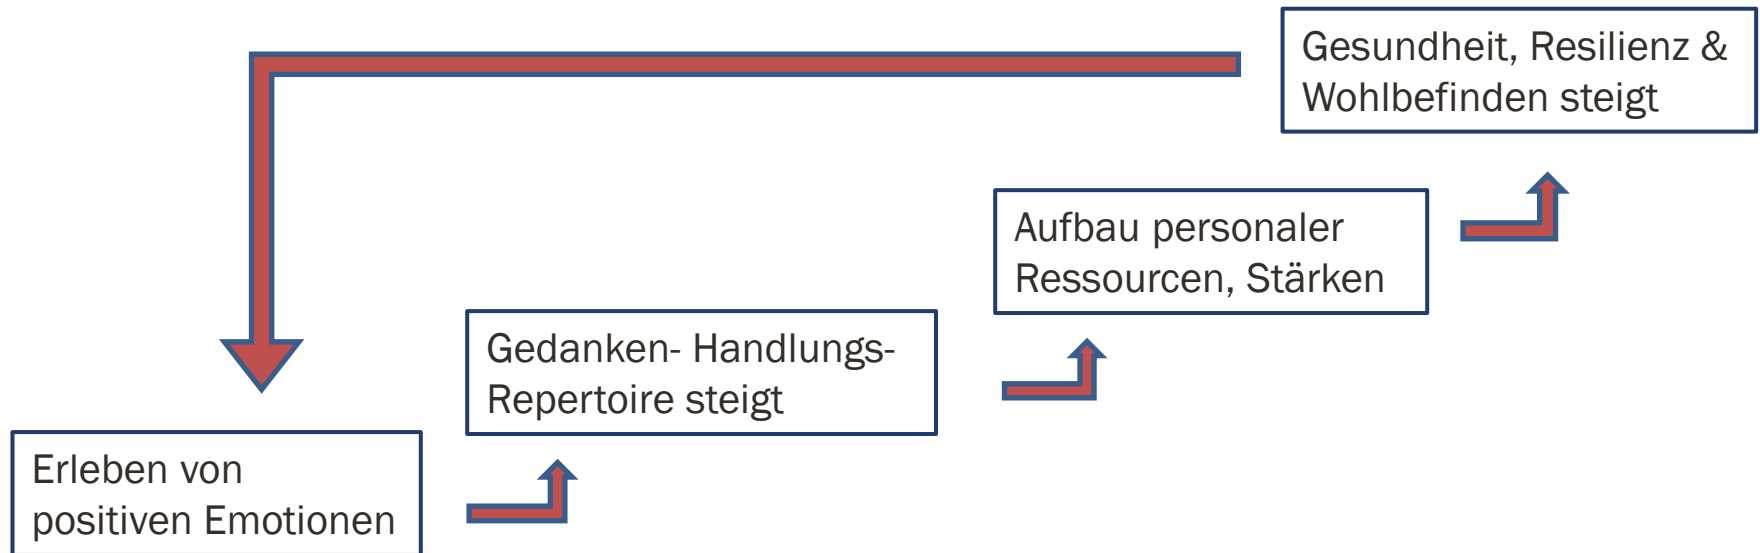 Gesundheit, Resilienz &
Wohlbefinden steigt
Aufbau personaler
Ressourcen, Stärken
Gedanken- Handlungs-
Repertoire steigt
Erleben von
positiven Emotionen